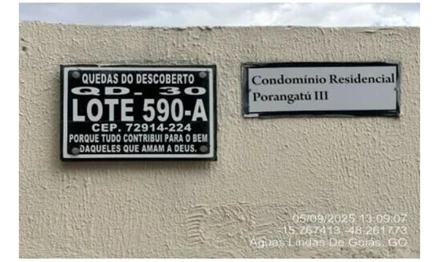 QUEDAS DO DESCOBERTO
QD. 30
LOTE 590-A
CEP. 72914-224
PORQUE TUDO CONTRIBUI PARA O BEM
DAQUELES QUE AMAM A DEUS.
Condomínio Residencial
Porangatú III
05/09/2025 13:09:07
-15.767413,-48.261773
Águas Lindas De Goiás, GO